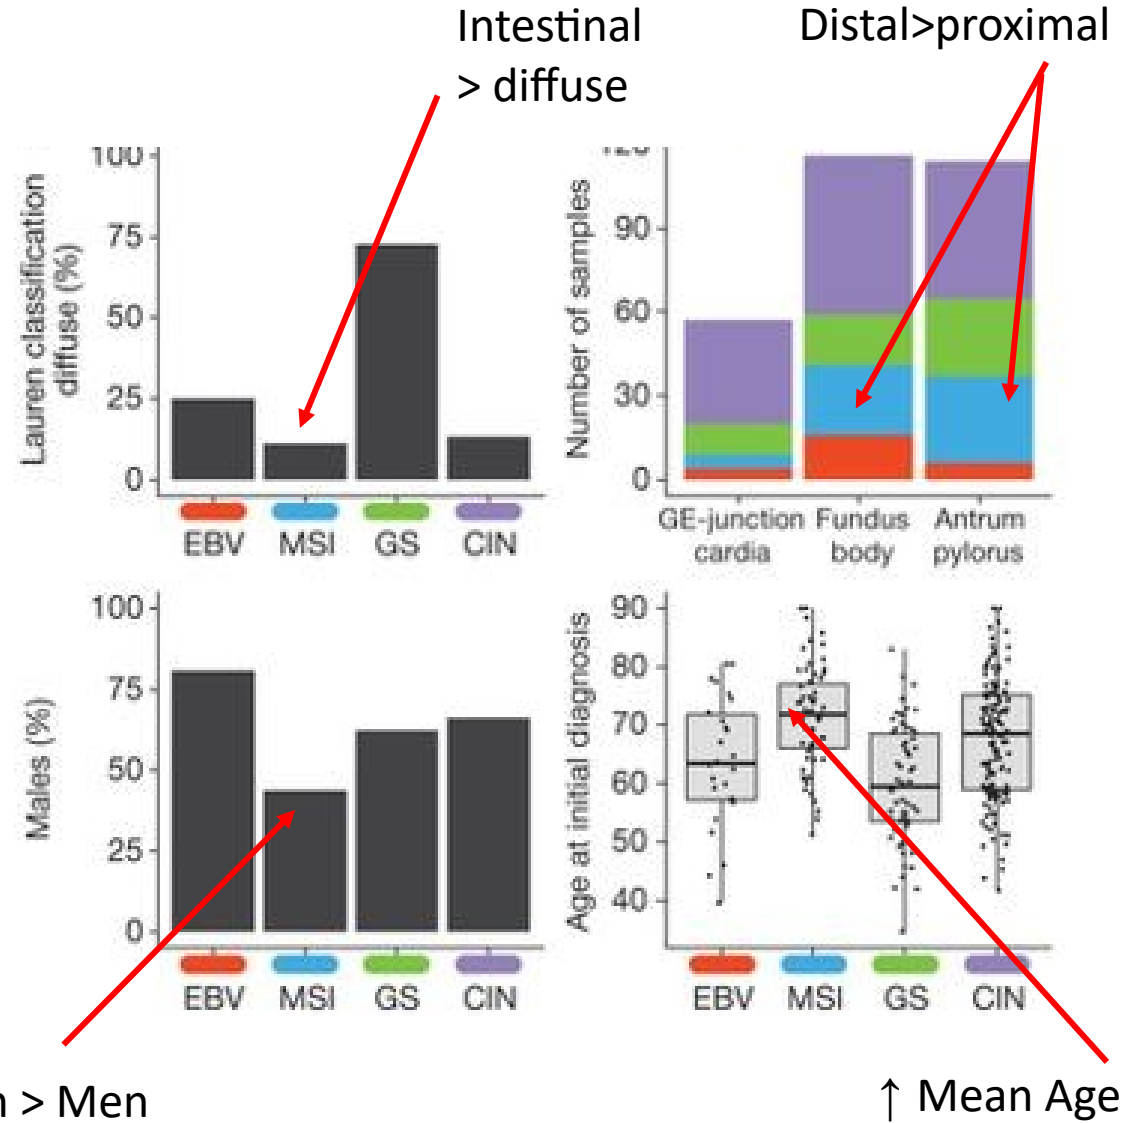 Intestinal
> diffuse
Distal>proximal
Lauren classification
diffuse (%)
100
75
50
25
0
EBV MSI GS CIN
Number of samples
120
90
60
30
0
GE-junction cardia
Fundus body
Antrum pylorus
Males (%)
100
75
50
25
0
EBV MSI GS CIN
Age at initial diagnosis
90
80
70
60
50
40
EBV MSI GS CIN
> Men
↑ Mean Age